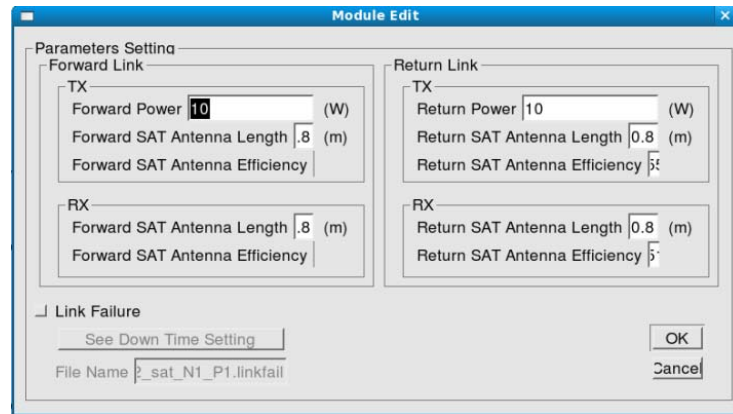 Module Edit
Parameters Setting
Forward Link
TX
Forward Power 10 (W)
Forward SAT Antenna Length .8 (m)
Forward SAT Antenna Efficiency
RX
Forward SAT Antenna Length .8 (m)
Forward SAT Antenna Efficiency
Return Link
TX
Return Power 10 (W)
Return SAT Antenna Length 0.8 (m)
Return SAT Antenna Efficiency
RX
Return SAT Antenna Length 0.8 (m)
Return SAT Antenna Efficiency
Link Failure
See Down Time Setting
File Name _sat_N1_P1.linkfail
OK
Cancel